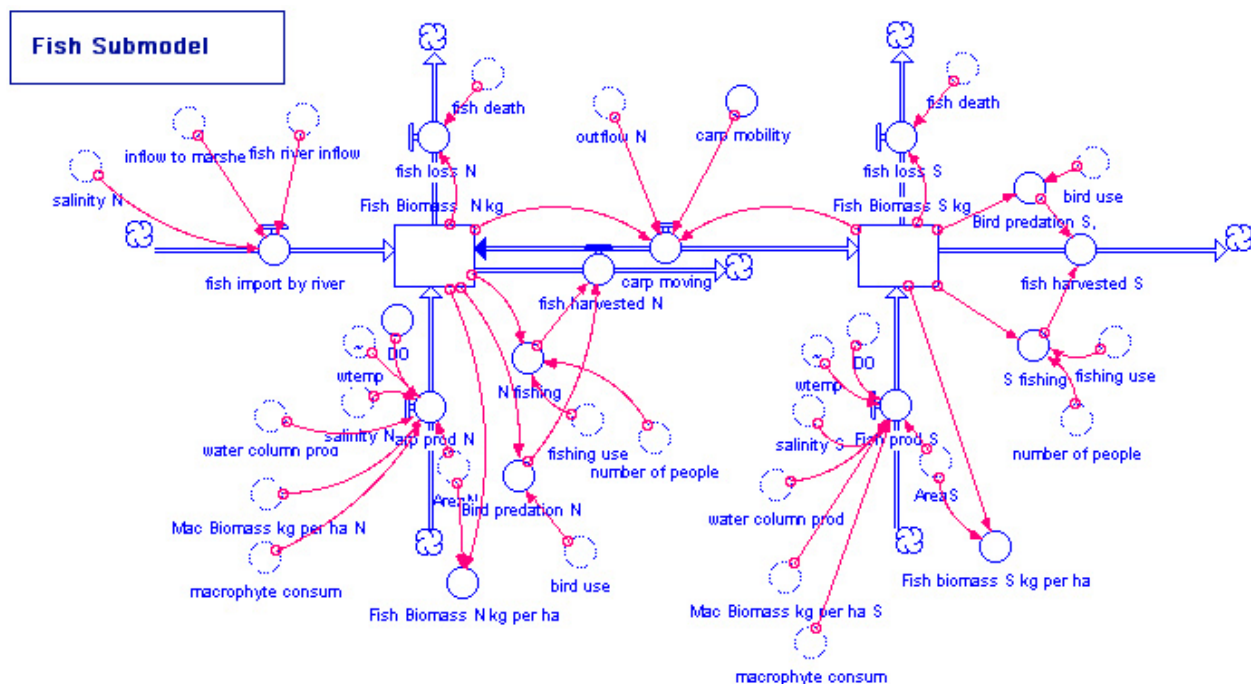 Fish Submodel
fish death
fish death
outflow N
carp mobility
inflow to marshe
fish river inflow
fish loss N
fish loss S
salinity N
bird use
Fish Biomass N kg
Fish Biomass S kg
Bird predation S,
fish import by river
carp moving
fish harvested N
fish harvested S
DO
DO
wtemp
wtemp
N fishing
S fishing
fishing use
salinity N
arp prod N
salinity S
Fish prod S
water column prod
fishing use
number of people
number of people
Area N
Area S
Bird predation N
water column prod
Mac Biomass kg per ha N
macrophyte consum
bird use
Fish biomass S kg per ha
Fish Biomass N kg per ha
Mac Biomass kg per ha S
macrophyte consum